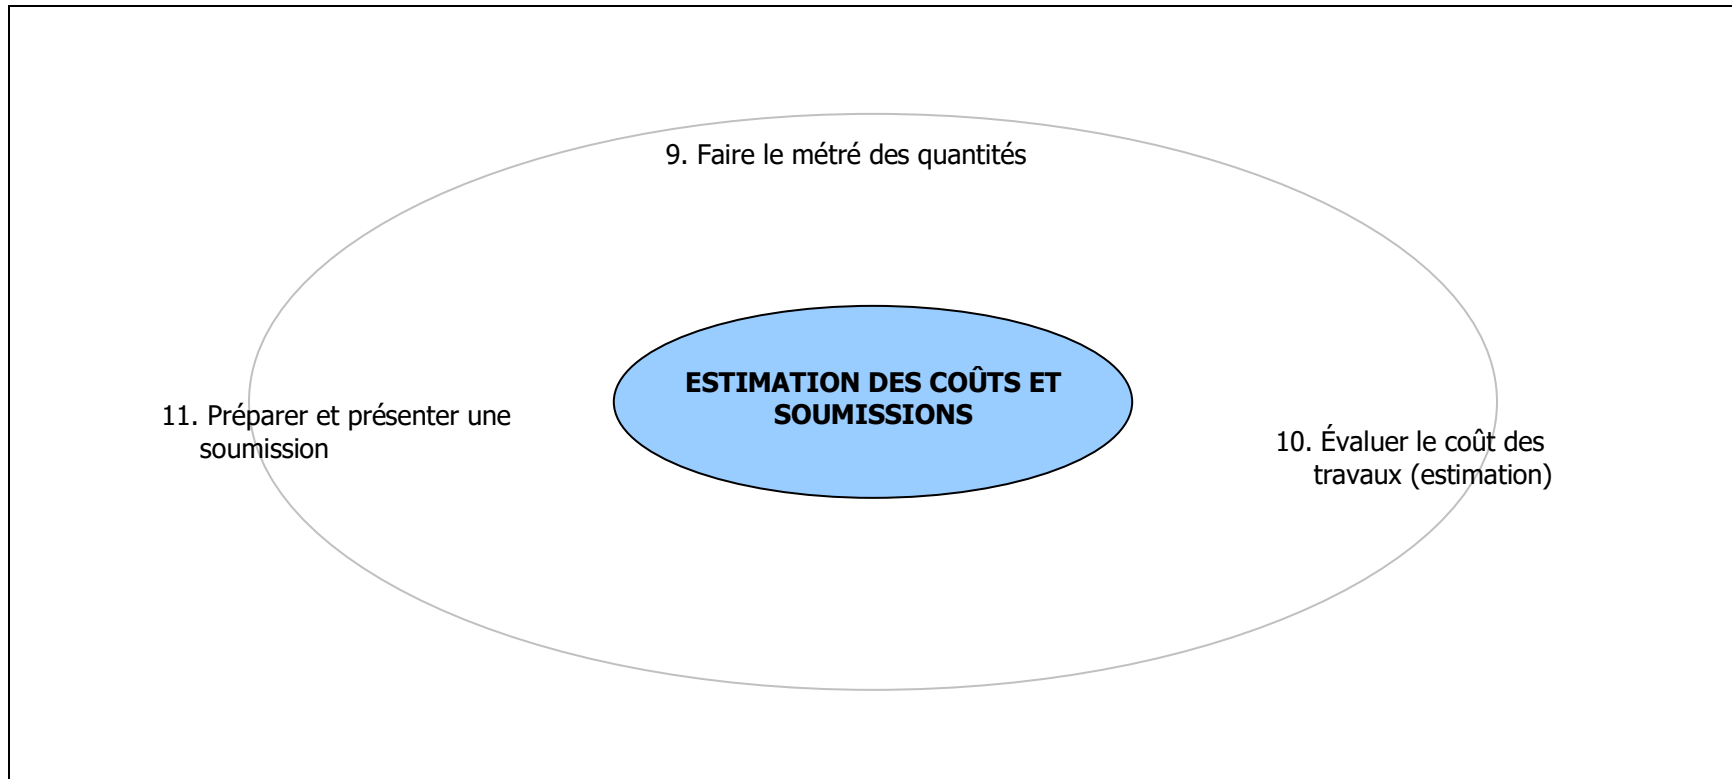 9. Faire le métré des quantités
ESTIMATION DES COÛTS ET
SOUMISSIONS
11. Préparer et présenter une
soumission
10. Évaluer le coût des
travaux (estimation)